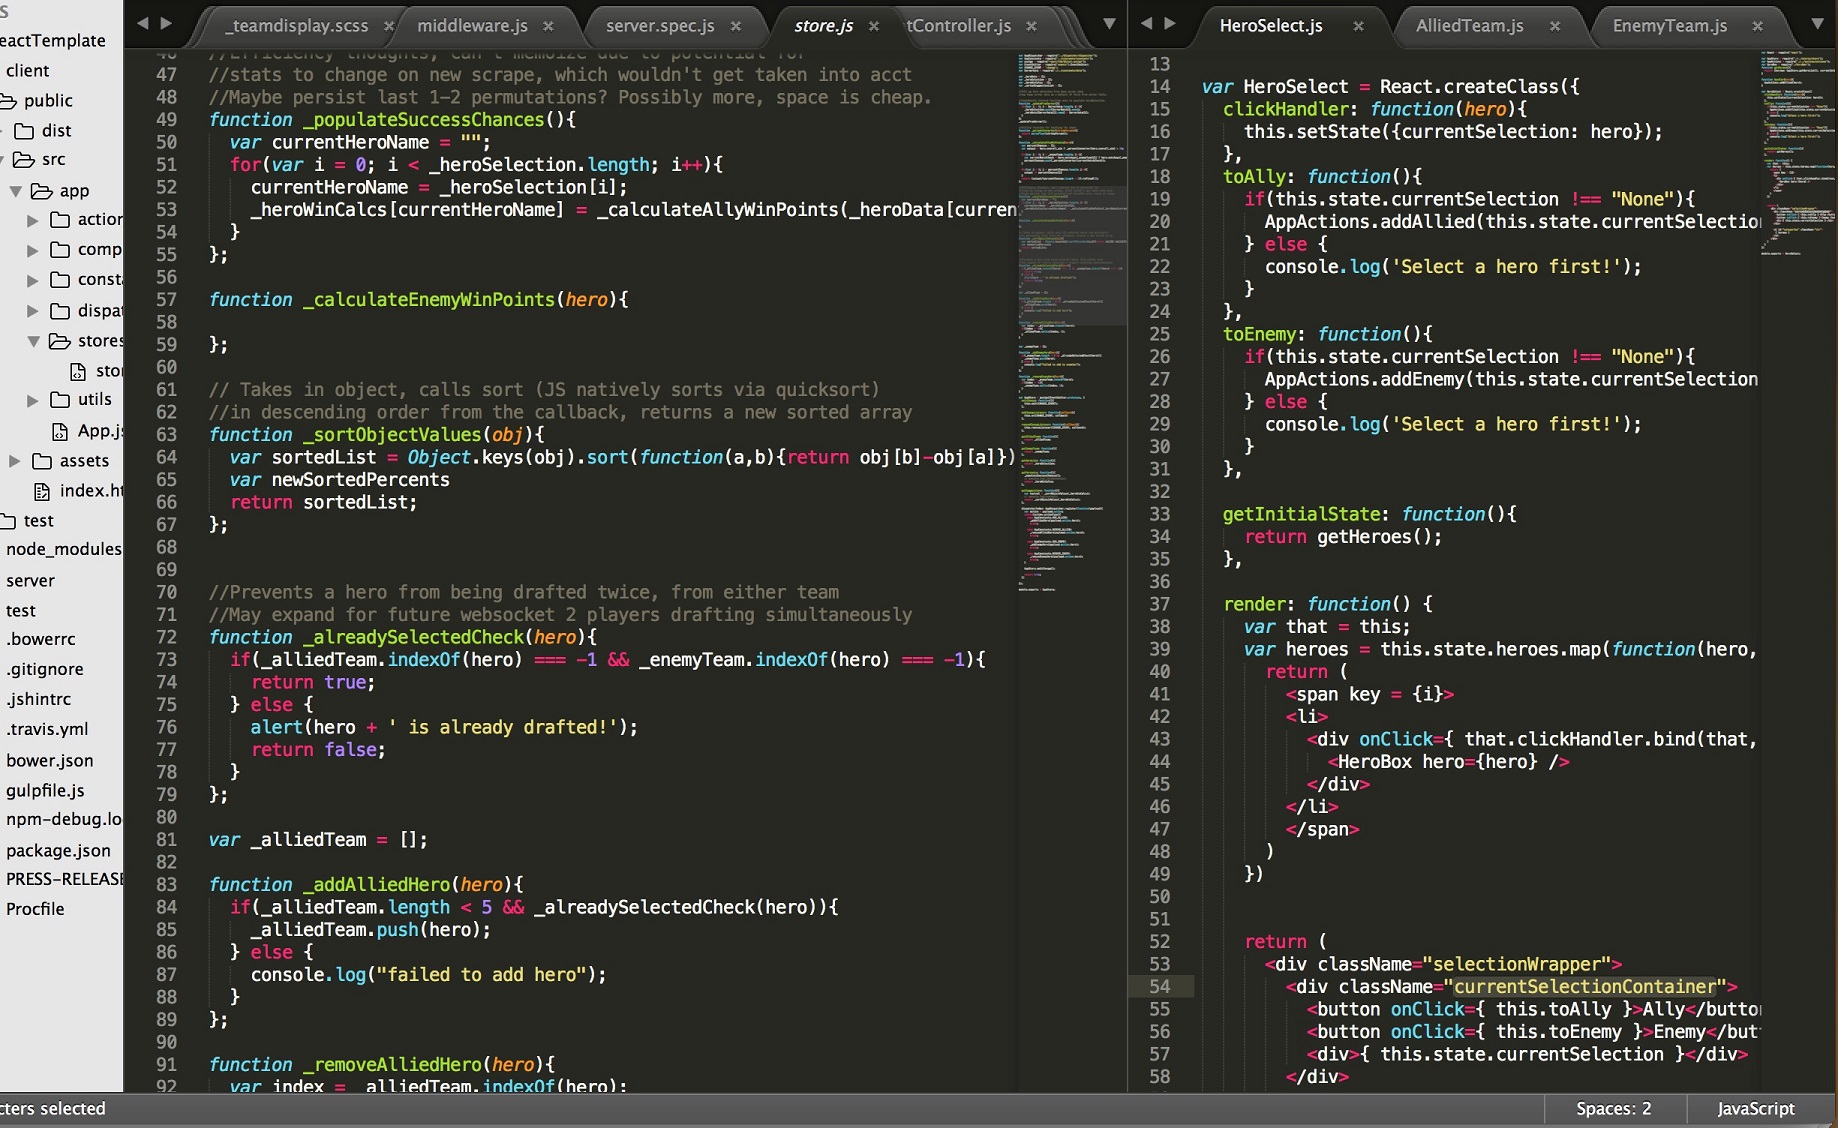 S
_teamdisplay.scss × middleware.js × server.spec.js × store.js × tController.js ×
HeroSelect.js × AlliedTeam.js × EnemyTeam.js ×
eactTemplate
client
public
dist
src
app
action
comp
const
dispat
stores
sto
utils
App.js
assets
index.ht
test
node_modules
server
test
.bowerrc
.gitignore
.jshintrc
.travis.yml
bower.json
gulpfile.js
npm-debug.lo
package.json
PRESS-RELEASE
Procfile
46 //Efficiency thoughts, can't memoize due to potential for
47 //stats to change on new scrape, which wouldn't get taken into acct
48 //Maybe persist last 1-2 permutations? Possibly more, space is cheap.
49 function _populateSuccessChances(){
50 var currentHeroName = "";
51 for(var i = 0; i < _heroSelection.length; i++){
52 currentHeroName = _heroSelection[i];
53 _heroWinCalcs[currentHeroName] = _calculateAllyWinPoints(_heroData[curren
54 }
55 };
56
57 function _calculateEnemyWinPoints(hero){
58
59 };
60
61 // Takes in object, calls sort (JS natively sorts via quicksort)
62 //in descending order from the callback, returns a new sorted array
63 function _sortObjectValues(obj){
64 var sortedList = Object.keys(obj).sort(function(a,b){return obj[b]-obj[a]})
65 var newSortedPercents
66 return sortedList;
67 };
68
69
70 //Prevents a hero from being drafted twice, from either team
71 //May expand for future websocket 2 players drafting simultaneously
72 function _alreadySelectedCheck(hero){
73 if(_alliedTeam.indexOf(hero) === -1 && _enemyTeam.indexOf(hero) === -1){
74 return true;
75 } else {
76 alert(hero + ' is already drafted!');
77 return false;
78 }
79 };
80
81 var _alliedTeam = [];
82
83 function _addAlliedHero(hero){
84 if(_alliedTeam.length < 5 && _alreadySelectedCheck(hero)){
85 _alliedTeam.push(hero);
86 } else {
87 console.log("failed to add hero");
88 }
89 };
90
91 function _removeAlliedHero(hero){
92 var index = _alliedTeam.indexOf(hero);
13
14 var HeroSelect = React.createClass({
15 clickHandler: function(hero){
16 this.setState({currentSelection: hero});
17 },
18 toAlly: function(){
19 if(this.state.currentSelection !== "None"){
20 AppActions.addAllied(this.state.currentSelectio
21 } else {
22 console.log('Select a hero first!');
23 }
24 },
25 toEnemy: function(){
26 if(this.state.currentSelection !== "None"){
27 AppActions.addEnemy(this.state.currentSelection
28 } else {
29 console.log('Select a hero first!');
30 }
31 },
32
33 getInitialState: function(){
34 return getHeroes();
35 },
36
37 render: function() {
38 var that = this;
39 var heroes = this.state.heroes.map(function(hero,
40 return (
41 <span key = {i}>
42 <li>
43 <div onClick={ that.clickHandler.bind(that,
44 <HeroBox hero={hero} />
45 </div>
46 </li>
47 </span>
48 )
49 })
50
51
52 return (
53 <div className="selectionWrapper">
54 <div className="currentSelectionContainer">
55 <button onClick={ this.toAlly }>Ally</button
56 <button onClick={ this.toEnemy }>Enemy</but
57 <div>{ this.state.currentSelection }</div>
58 </div>
cters selected
Spaces: 2 JavaScript